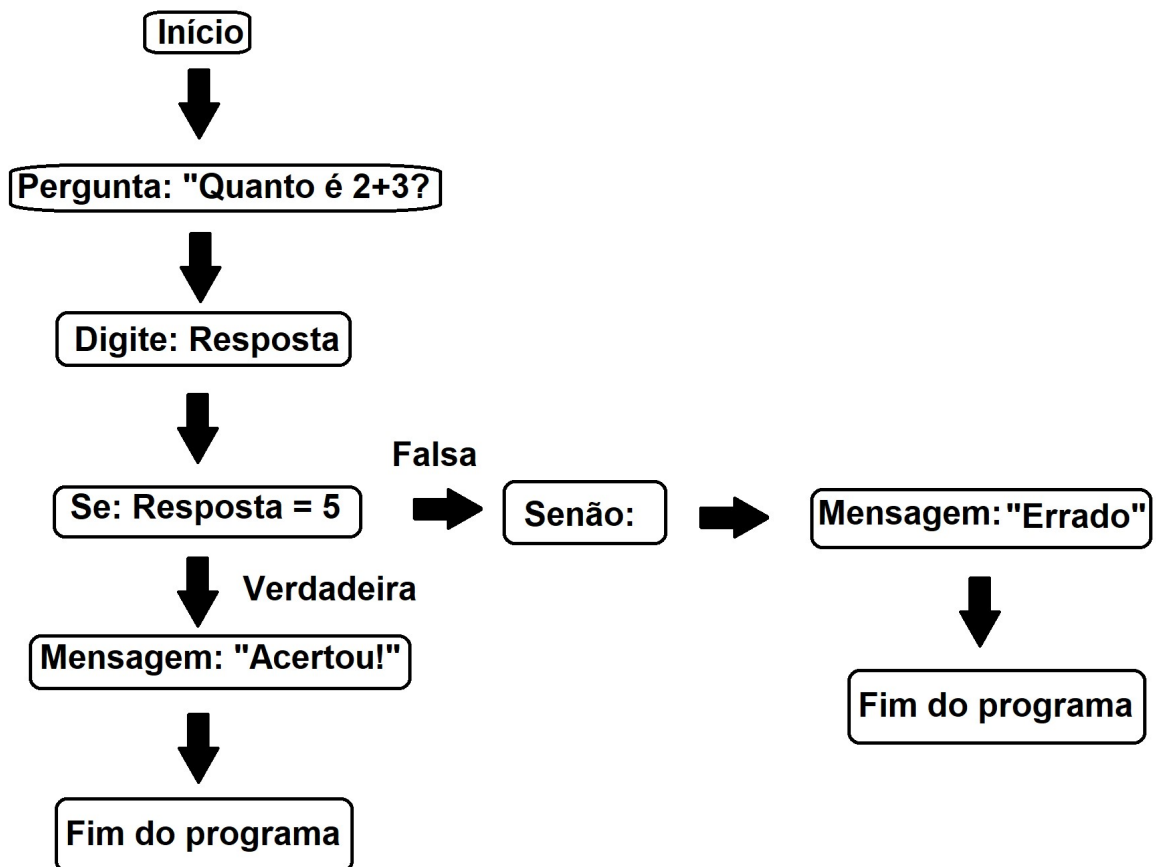 Início
Pergunta: "Quanto é 2+3?
Digite: Resposta
Falsa
Se: Resposta = 5
Senão:
Mensagem: "Errado"
Verdadeira
Mensagem: "Acertou!"
Fim do programa
Fim do programa